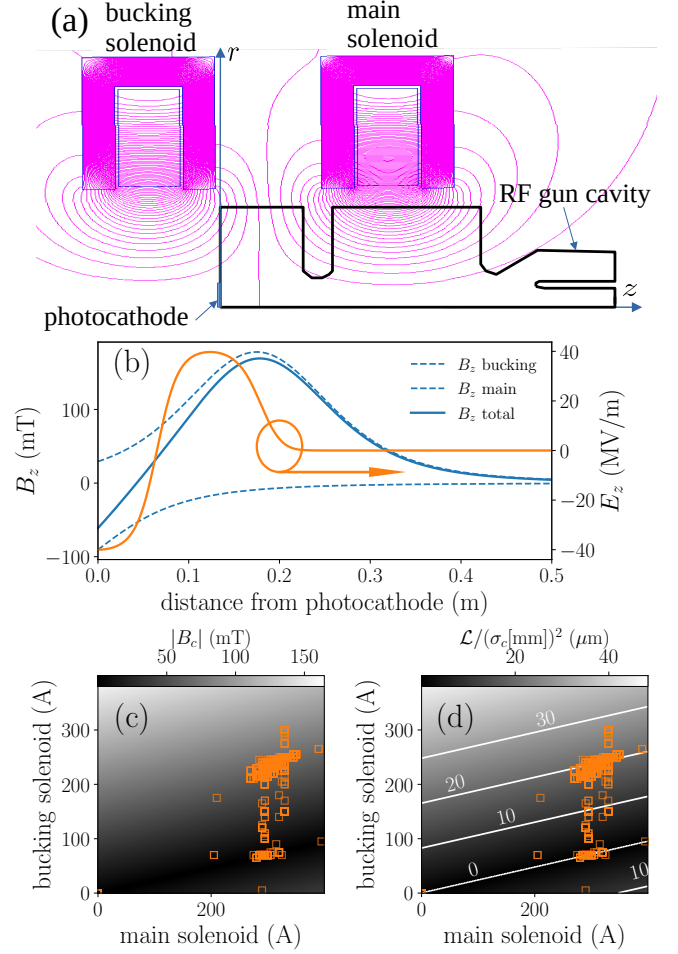 (a)
bucking
solenoid
main
solenoid
r
RF gun cavity
z
photocathode
(b)
B_z bucking
B_z main
B_z total
B_z (mT)
100
0
−100
E_z (MV/m)
40
20
0
−20
−40
0.0 0.1 0.2 0.3 0.4 0.5
distance from photocathode (m)
|B_c| (mT)
50 100 150
(c)
bucking solenoid (A)
300
200
100
0
0 200
main solenoid (A)
ℒ/(σ_c[mm])² (μm)
20 40
(d)
bucking solenoid (A)
300
200
100
0
30
20
10
0
10
0 200
main solenoid (A)